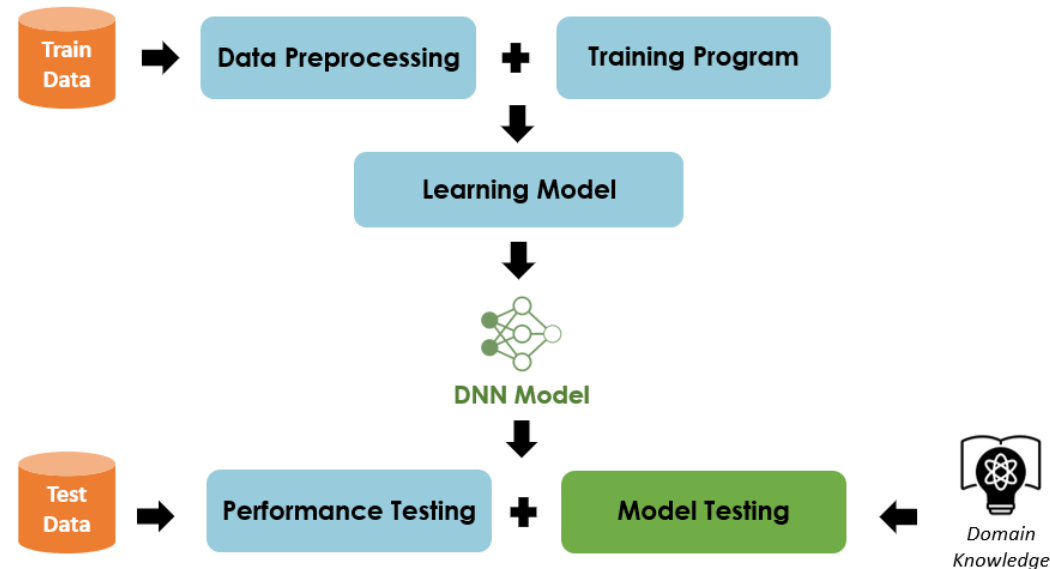 Train
Data
Data Preprocessing
Training Program
Learning Model
DNN Model
Test
Data
Performance Testing
Model Testing
Domain
Knowledge